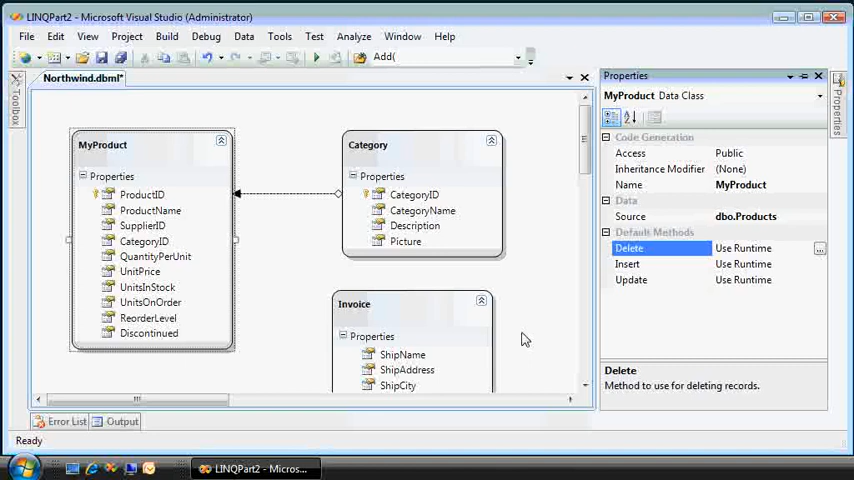 LINQPart2 - Microsoft Visual Studio (Administrator)
File Edit View Project Build Debug Data Tools Test Analyze Window Help
Add(
Northwind.dbml*
Toolbox
MyProduct
Properties
ProductID
ProductName
SupplierID
CategoryID
QuantityPerUnit
UnitPrice
UnitsInStock
UnitsOnOrder
ReorderLevel
Discontinued
Category
Properties
CategoryID
CategoryName
Description
Picture
Invoice
Properties
ShipName
ShipAddress
ShipCity
Properties
MyProduct Data Class
Code Generation
Access Public
Inheritance Modifier (None)
Name MyProduct
Data
Source dbo.Products
Default Methods
Delete Use Runtime ...
Insert Use Runtime
Update Use Runtime
Delete
Method to use for deleting records.
Properties
Error List Output
Ready
LINQPart2 - Micros...